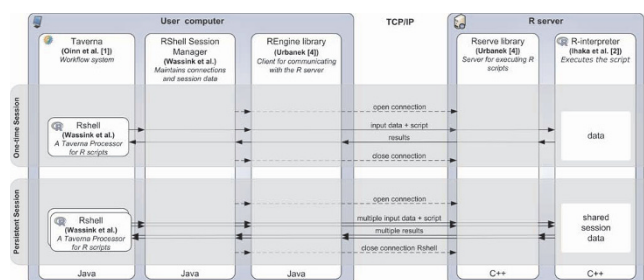 User computer
TCP/IP
R server
Taverna
(Oinn et al. [1])
Workflow system
RShell Session
Manager
(Wassink et al.)
Maintains connections
and session data
REngine library
(Urbanek [4])
Client for communicating
with the R server
Rserve library
(Urbanek [4])
Server for executing R
scripts
R-interpreter
(Ihaka et al. [2])
Executes the script
One-time Session
Rshell
(Wassink et al.)
A Taverna Processor
for R scripts
open connection
input data + script
results
close connection
data
Persistent Session
Rshell
(Wassink et al.)
A Taverna Processor
for R scripts
open connection
multiple input data + script
multiple results
close connection Rshell
shared
session
data
Java
Java
Java
C++
C++